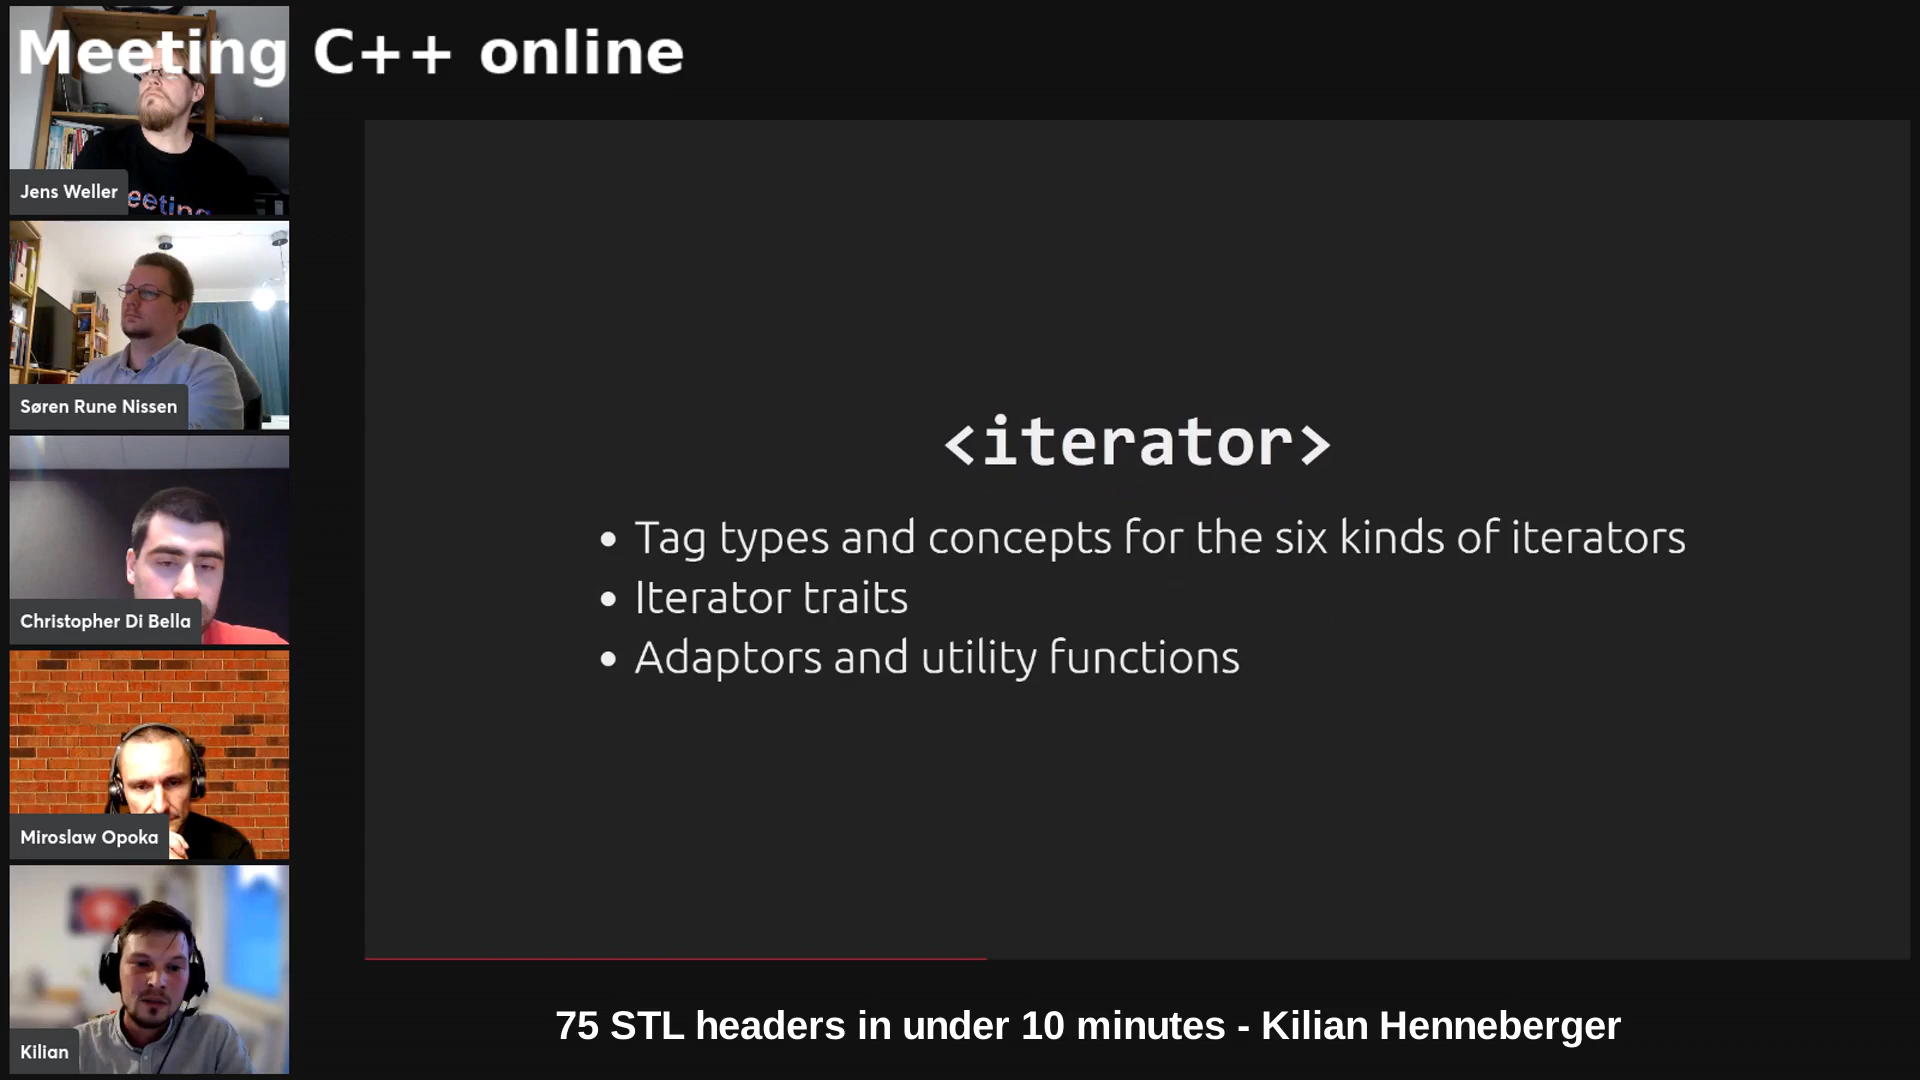 Meeting C++ online
eeting
Jens Weller
Søren Rune Nissen
Christopher Di Bella
Miroslaw Opoka
Kilian
<iterator>
• Tag types and concepts for the six kinds of iterators
• Iterator traits
• Adaptors and utility functions
75 STL headers in under 10 minutes - Kilian Henneberger